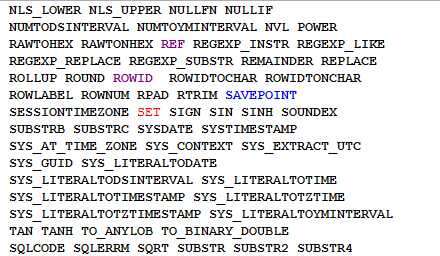 NLS_LOWER NLS_UPPER NULLFN NULLIF
NUMTODSINTERVAL NUMTOYMINTERVAL NVL POWER
RAWTOHEX RAWTONHEX REF REGEXP_INSTR REGEXP_LIKE
REGEXP_REPLACE REGEXP_SUBSTR REMAINDER REPLACE
ROLLUP ROUND ROWID ROWIDTOCHAR ROWIDTONCHAR
ROWLABEL ROWNUM RPAD RTRIM SAVEPOINT
SESSIONTIMEZONE SET SIGN SIN SINH SOUNDEX
SUBSTRB SUBSTRC SYSDATE SYSTIMESTAMP
SYS_AT_TIME_ZONE SYS_CONTEXT SYS_EXTRACT_UTC
SYS_GUID SYS_LITERALTODATE
SYS_LITERALTODSINTERVAL SYS_LITERALTOTIME
SYS_LITERALTOTIMESTAMP SYS_LITERALTOTZTIME
SYS_LITERALTOTZTIMESTAMP SYS_LITERALTOYMINTERVAL
TAN TANH TO_ANYLOB TO_BINARY_DOUBLE
SQLCODE SQLERRM SQRT SUBSTR SUBSTR2 SUBSTR4